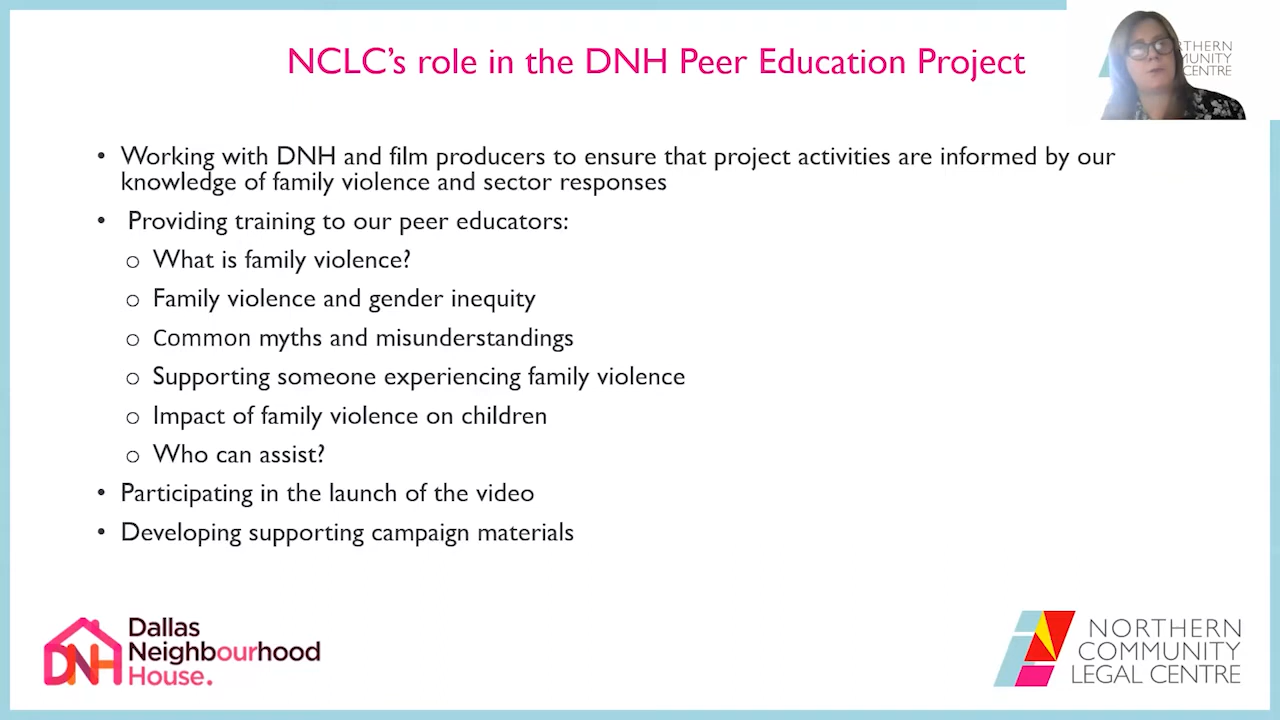 NCLC's role in the DNH Peer Education Project
THERN
MUNITY
CENTRE
• Working with DNH and film producers to ensure that project activities are informed by our
knowledge of family violence and sector responses
• Providing training to our peer educators:
o What is family violence?
o Family violence and gender inequity
o Common myths and misunderstandings
o Supporting someone experiencing family violence
o Impact of family violence on children
o Who can assist?
• Participating in the launch of the video
• Developing supporting campaign materials
DNH
Dallas
Neighbourhood
House.
NORTHERN
COMMUNITY
LEGAL CENTRE